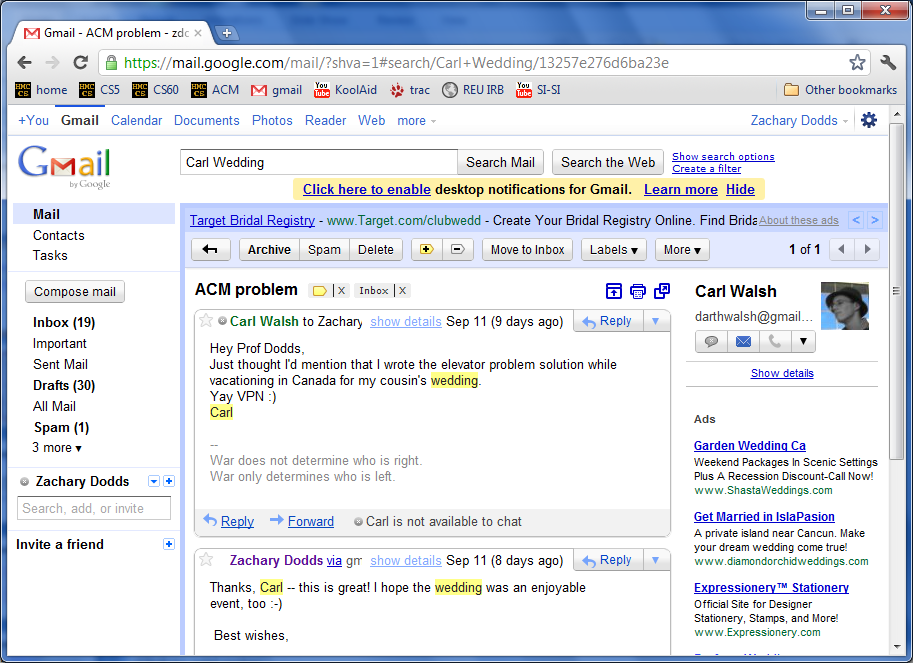 Gmail - ACM problem - zdc
https://mail.google.com/mail/?shva=1#search/Carl+Wedding/13257e276d6ba23e
HMC CS home HMC CS CS5 HMC CS CS60 HMC CS ACM gmail You Tube KoolAid trac REU IRB You Tube SI-SI Other bookmarks
+You Gmail Calendar Documents Photos Reader Web more Zachary Dodds
Gmail
by Google
Carl Wedding Search Mail Search the Web
Show search options
Create a filter
Click here to enable desktop notifications for Gmail. Learn more Hide
Mail
Contacts
Tasks
Compose mail
Inbox (19)
Important
Sent Mail
Drafts (30)
All Mail
Spam (1)
3 more ▾
Zachary Dodds
Search, add, or invite
Invite a friend
Target Bridal Registry - www.Target.com/clubwedd - Create Your Bridal Registry Online. Find Brida About these ads < >
Archive Spam Delete Move to Inbox Labels ▾ More ▾ 1 of 1
ACM problem X Inbox X
Carl Walsh to Zachary show details Sep 11 (9 days ago) Reply
Hey Prof Dodds,
Just thought I'd mention that I wrote the elevator problem solution while
vacationing in Canada for my cousin's wedding.
Yay VPN :)
Carl
--
War does not determine who is right.
War only determines who is left.
Reply Forward Carl is not available to chat
Zachary Dodds via gm show details Sep 11 (8 days ago) Reply
Thanks, Carl -- this is great! I hope the wedding was an enjoyable
event, too :-)
Best wishes,
Carl Walsh
darthwalsh@gmail...
Show details
Ads
Garden Wedding Ca
Weekend Packages In Scenic Settings
Plus A Recession Discount-Call Now!
www.ShastaWeddings.com
Get Married in IslaPasion
A private island near Cancun. Make
your dream wedding come true!
www.diamondorchidweddings.com
Expressionery™ Stationery
Official Site for Designer
Stationery, Stamps, and More!
www.Expressionery.com